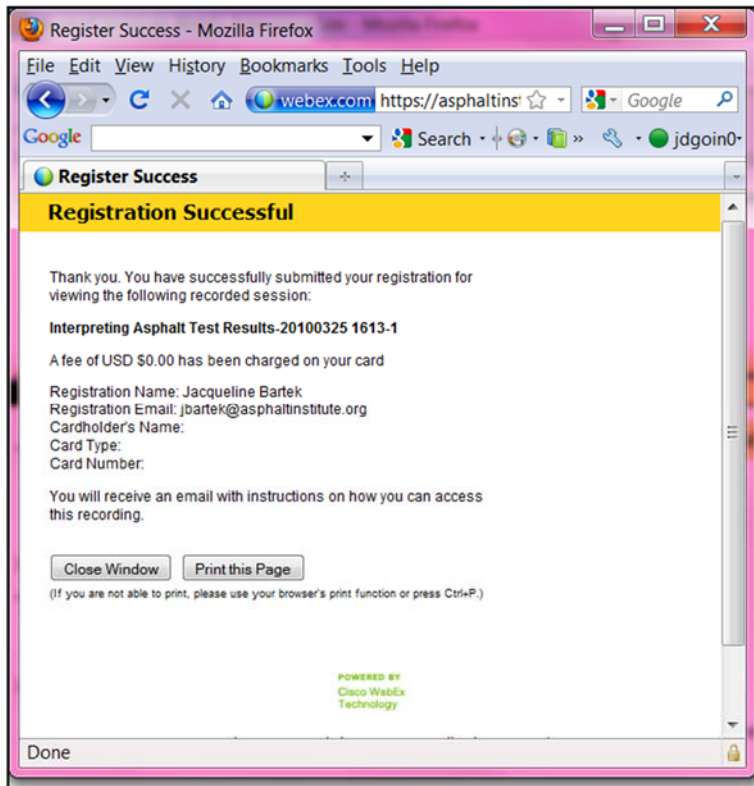 Register Success - Mozilla Firefox
File Edit View History Bookmarks Tools Help
webex.com https://asphaltinst Google
Google Search » jdgoin0
Register Success
Registration Successful
Thank you. You have successfully submitted your registration for
viewing the following recorded session:
Interpreting Asphalt Test Results-20100325 1613-1
A fee of USD $0.00 has been charged on your card
Registration Name: Jacqueline Bartek
Registration Email: jbartek@asphaltinstitute.org
Cardholder's Name:
Card Type:
Card Number:
You will receive an email with instructions on how you can access
this recording.
Close Window Print this Page
(If you are not able to print, please use your browser's print function or press Ctrl+P.)
POWERED BY
Cisco WebEx
Technology
Done